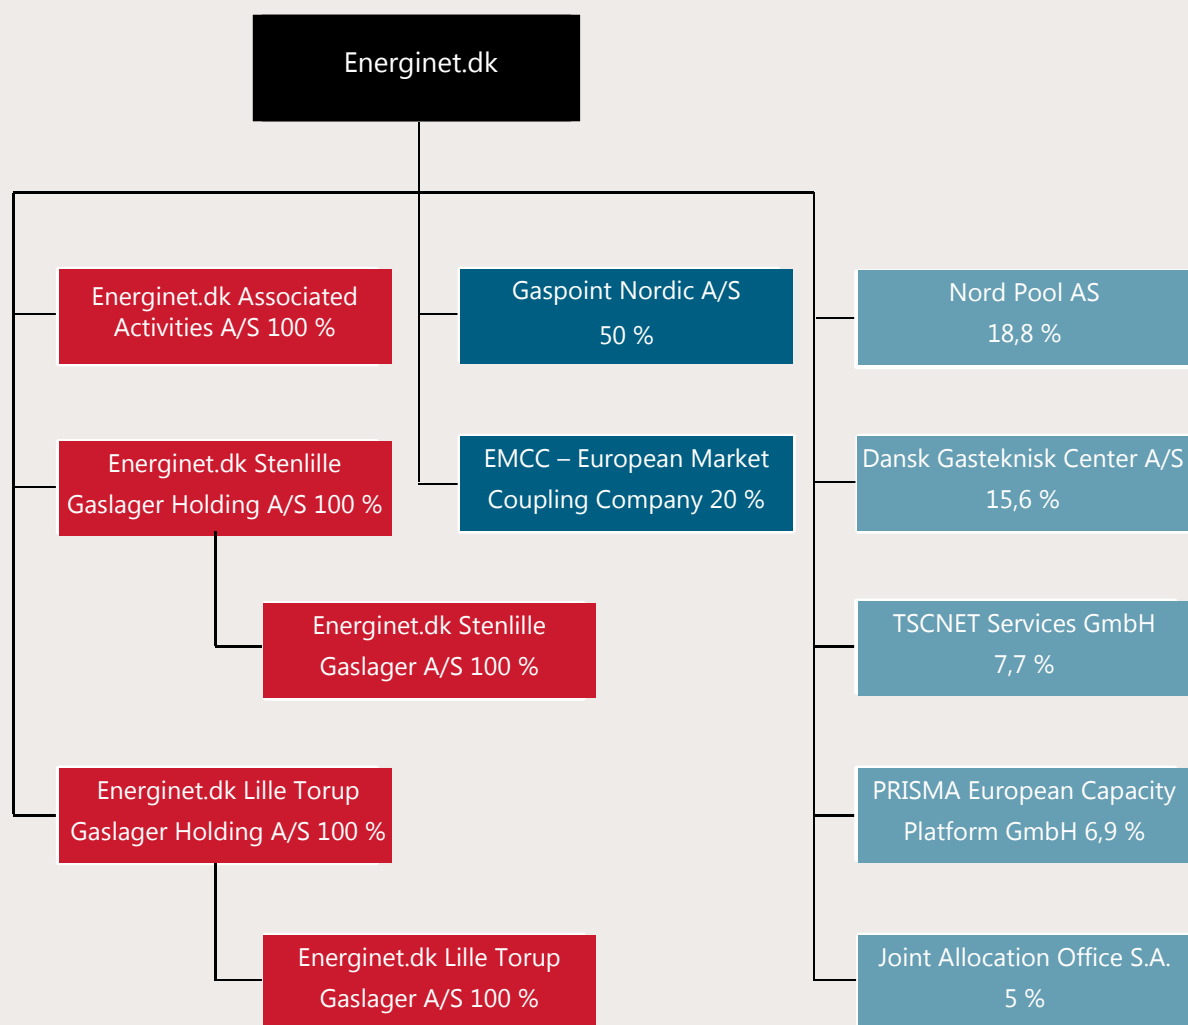 Energinet.dk
Energinet.dk Associated
Activities A/S 100 %
Energinet.dk Stenlille
Gaslager Holding A/S 100 %
Energinet.dk Stenlille
Gaslager A/S 100 %
Energinet.dk Lille Torup
Gaslager Holding A/S 100 %
Energinet.dk Lille Torup
Gaslager A/S 100 %
Gaspoint Nordic A/S
50 %
EMCC – European Market
Coupling Company 20 %
Nord Pool AS
18,8 %
Dansk Gasteknisk Center A/S
15,6 %
TSCNET Services GmbH
7,7 %
PRISMA European Capacity
Platform GmbH 6,9 %
Joint Allocation Office S.A.
5 %